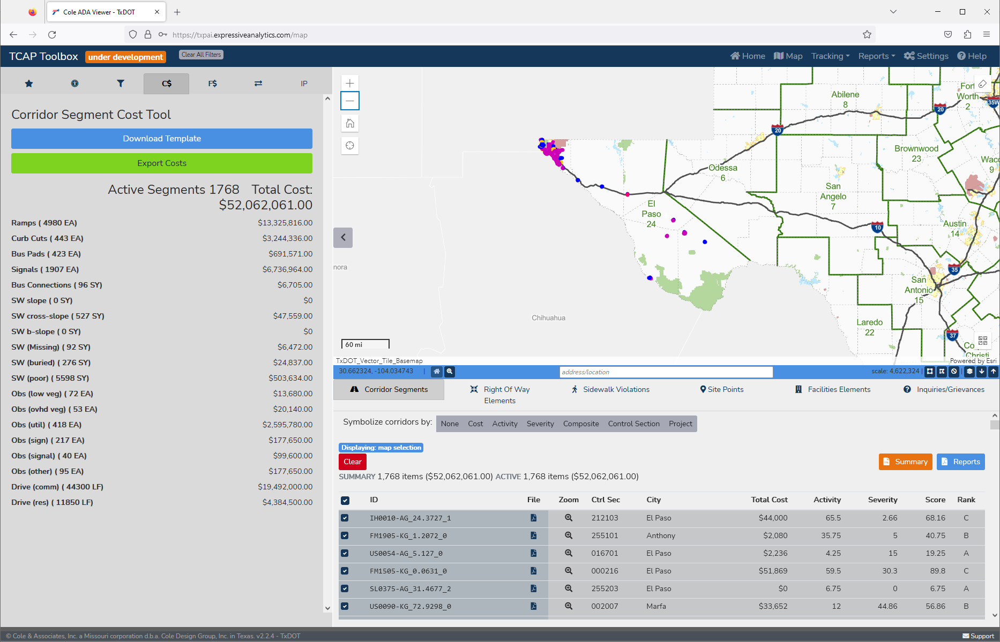 Cole ADA Viewer - TxDOT
https://txpai.expressiveanalytics.com/map
TCAP Toolbox under development Clear All Filters Home Map Tracking Reports Settings Help
C$ F$ IP
Corridor Segment Cost Tool
Download Template
Export Costs
Active Segments 1768 Total Cost:
$52,062,061.00
Ramps ( 4980 EA) $13,325,816.00
Curb Cuts ( 443 EA) $3,244,336.00
Bus Pads ( 423 EA) $691,571.00
Signals ( 1907 EA) $6,736,964.00
Bus Connections ( 96 SY) $6,705.00
SW slope ( 0 SY) $0
SW cross-slope ( 527 SY) $47,559.00
SW b-slope ( 0 SY) $0
SW (Missing) ( 92 SY) $6,472.00
SW (buried) ( 276 SY) $24,837.00
SW (poor) ( 5598 SY) $503,634.00
Obs (low veg) ( 72 EA) $13,680.00
Obs (ovhd veg) ( 53 EA) $20,140.00
Obs (util) ( 418 EA) $2,595,780.00
Obs (sign) ( 217 EA) $177,650.00
Obs (signal) ( 40 EA) $99,600.00
Obs (other) ( 95 EA) $177,650.00
Drive (comm) ( 44300 LF) $19,492,000.00
Drive (res) ( 11850 LF) $4,384,500.00
Fort
Worth
2
35W
20
Abilene
8
20
Brownwood
23
Waco
9
Odessa
6
San
Angelo
7
El
Paso
24
10
Austin
14
35
San
Antonio
15
nora
Chihuahua
Laredo
22
37
Co
Christi
60 mi
TxDOT_Vector_Tile_Basemap Powered by Esri
30.662324, -104.034743 | address/location scale: 4,622,324 |
Corridor Segments
Right Of Way
Elements
Sidewalk Violations
Site Points
Facilities Elements
Inquiries/Grievances
Symbolize corridors by: None Cost Activity Severity Composite Control Section Project
Displaying: map selection
Clear Summary Reports
SUMMARY 1,768 items ($52,062,061.00) ACTIVE 1,768 items ($52,062,061.00)
ID File Zoom Ctrl Sec City Total Cost Activity Severity Score Rank
IH0010-AG_24.3727_1 212103 El Paso $44,000 65.5 2.66 68.16 C
FM1905-KG_1.2072_0 255101 Anthony $2,080 35.75 5 40.75 B
US0054-AG_5.127_0 016701 El Paso $2,236 4.25 15 19.25 A
FM1505-KG_0.0631_0 000216 El Paso $51,869 59.5 30.3 89.8 C
SL0375-AG_31.4677_2 255203 El Paso $0 6.75 0 6.75 A
US0090-KG_72.9298_0 002007 Marfa $33,652 12 44.86 56.86 B
© Cole & Associates, Inc. a Missouri corporation d.b.a. Cole Design Group, Inc. in Texas. v2.2.4 - TxDOT Support